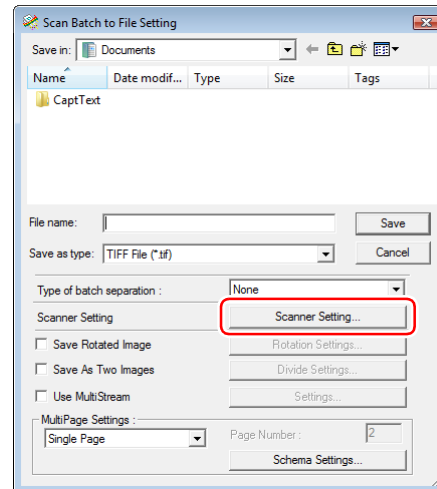 Scan Batch to File Setting
Save in: Documents
Name Date modif... Type Size Tags
CaptText
File name:
Save
Save as type: TIFF File (*.tif) Cancel
Type of batch separation : None
Scanner Setting Scanner Setting...
Save Rotated Image Rotation Settings...
Save As Two Images Divide Settings...
Use MultiStream Settings...
MultiPage Settings :
Single Page Page Number : 2
Schema Settings...